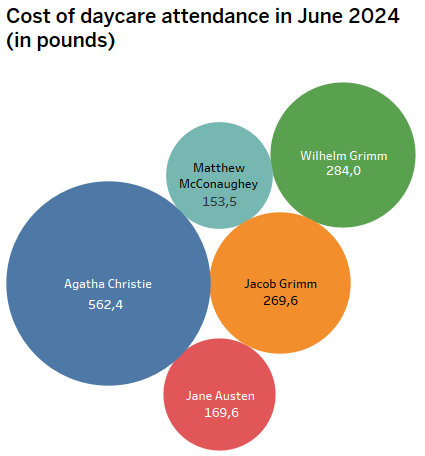 Cost of daycare attendance in June 2024
(in pounds)
Wilhelm Grimm
284,0
Matthew
McConaughey
153,5
Agatha Christie
562,4
Jacob Grimm
269,6
Jane Austen
169,6